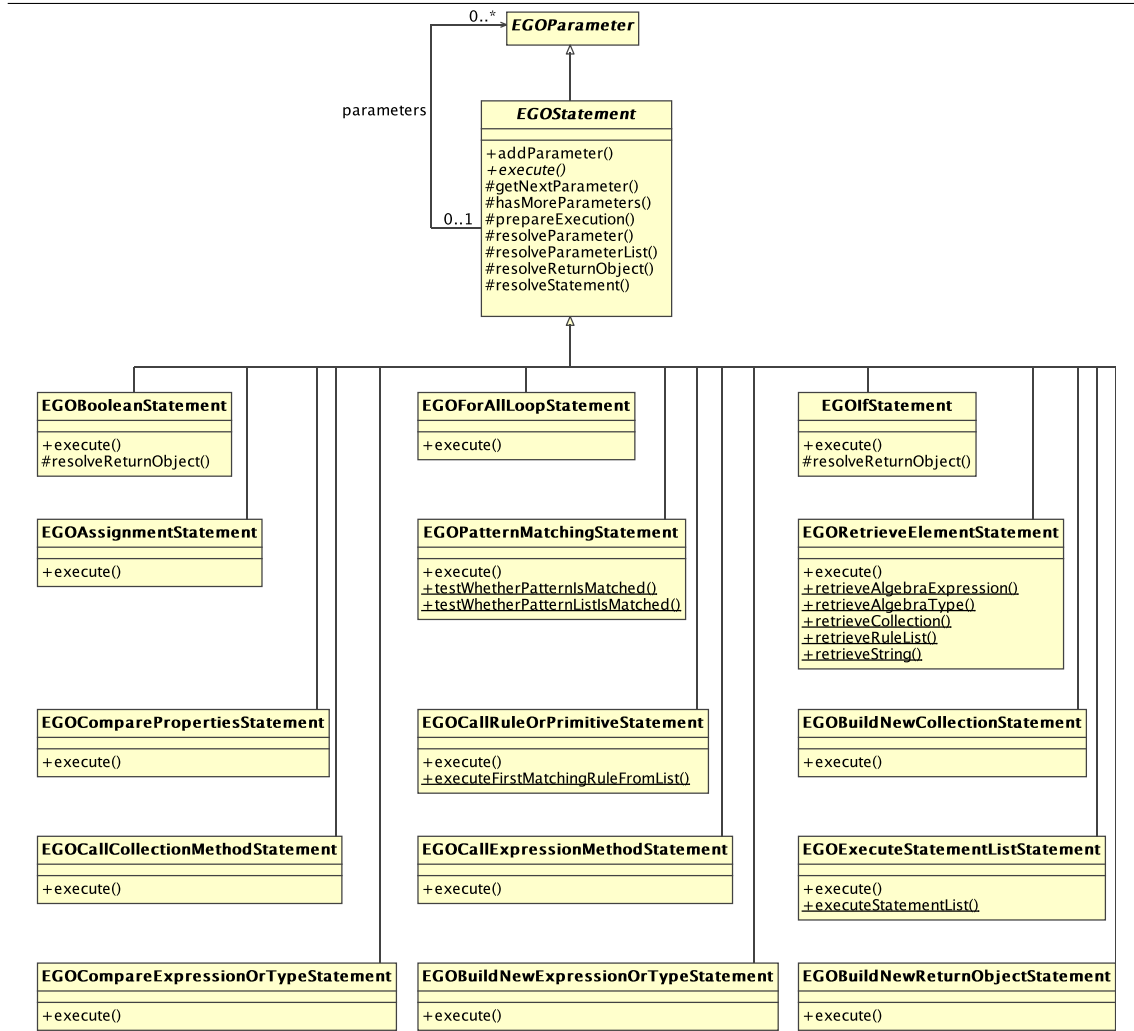 0..*
EGOParameter
parameters
EGOStatement
+addParameter()
+execute()
#getNextParameter()
#hasMoreParameters()
0..1
#prepareExecution()
#resolveParameter()
#resolveParameterList()
#resolveReturnObject()
#resolveStatement()
EGOBooleanStatement
+execute()
#resolveReturnObject()
EGOForAllLoopStatement
+execute()
EGOIfStatement
+execute()
#resolveReturnObject()
EGOAssignmentStatement
+execute()
EGOPatternMatchingStatement
+execute()
+testWhetherPatternIsMatched()
+testWhetherPatternListIsMatched()
EGORetrieveElementStatement
+execute()
+retrieveAlgebraExpression()
+retrieveAlgebraType()
+retrieveCollection()
+retrieveRuleList()
+retrieveString()
EGOComparePropertiesStatement
+execute()
EGOCallRuleOrPrimitiveStatement
+execute()
+executeFirstMatchingRuleFromList()
EGOBuildNewCollectionStatement
+execute()
EGOCallCollectionMethodStatement
+execute()
EGOCallExpressionMethodStatement
+execute()
EGOExecuteStatementListStatement
+execute()
+executeStatementList()
EGOCompareExpressionOrTypeStatement
+execute()
EGOBuildNewExpressionOrTypeStatement
+execute()
EGOBuildNewReturnObjectStatement
+execute()